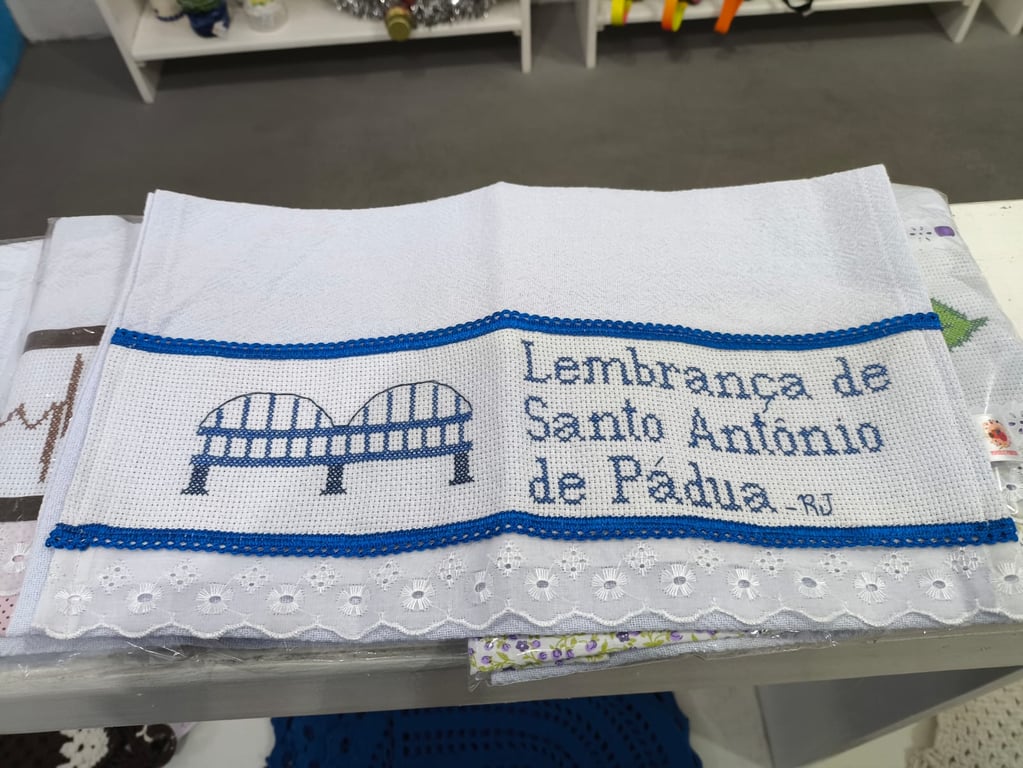 Lembrança de
Santo Antônio
de Pádua - RJ